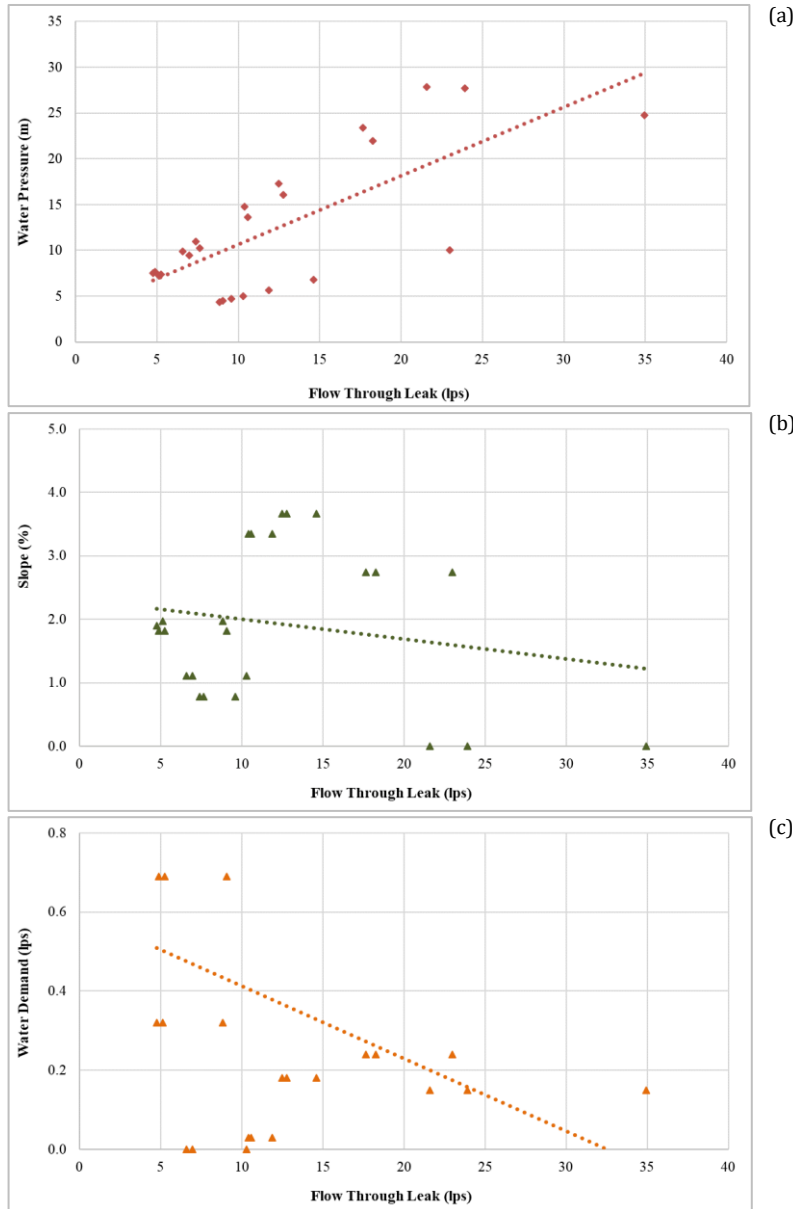 (a)
35
30
25
20
15
10
5
0
Water Pressure (m)
0 5 10 15 20 25 30 35 40
Flow Through Leak (lps)
(b)
5.0
4.0
3.0
2.0
1.0
0.0
Slope (%)
0 5 10 15 20 25 30 35 40
Flow Through Leak (lps)
(c)
0.8
0.6
0.4
0.2
0.0
Water Demand (lps)
0 5 10 15 20 25 30 35 40
Flow Through Leak (lps)